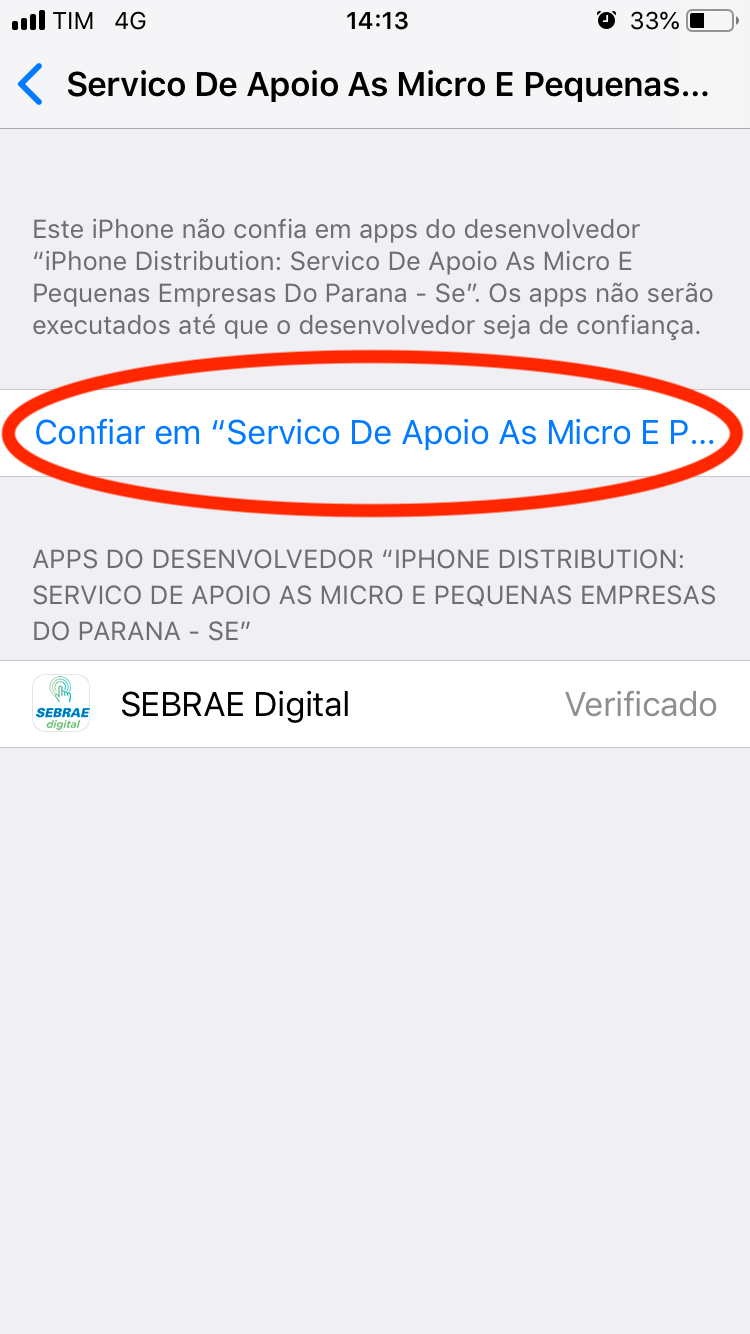 TIM 4G 14:13 33%
Servico De Apoio As Micro E Pequenas...
Este iPhone não confia em apps do desenvolvedor
“iPhone Distribution: Servico De Apoio As Micro E
Pequenas Empresas Do Parana - Se”. Os apps não serão
executados até que o desenvolvedor seja de confiança.
Confiar em “Servico De Apoio As Micro E P...
APPS DO DESENVOLVEDOR “IPHONE DISTRIBUTION:
SERVICO DE APOIO AS MICRO E PEQUENAS EMPRESAS
DO PARANA - SE”
SEBRAE
digital
SEBRAE Digital Verificado